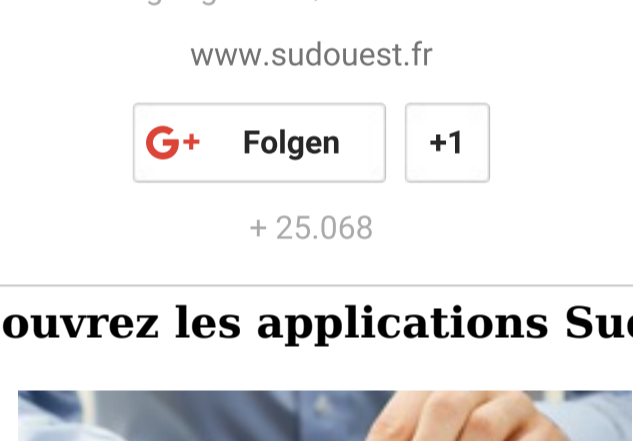 www.sudouest.fr
G+ Folgen +1
+ 25.068
ouvrez les applications Su